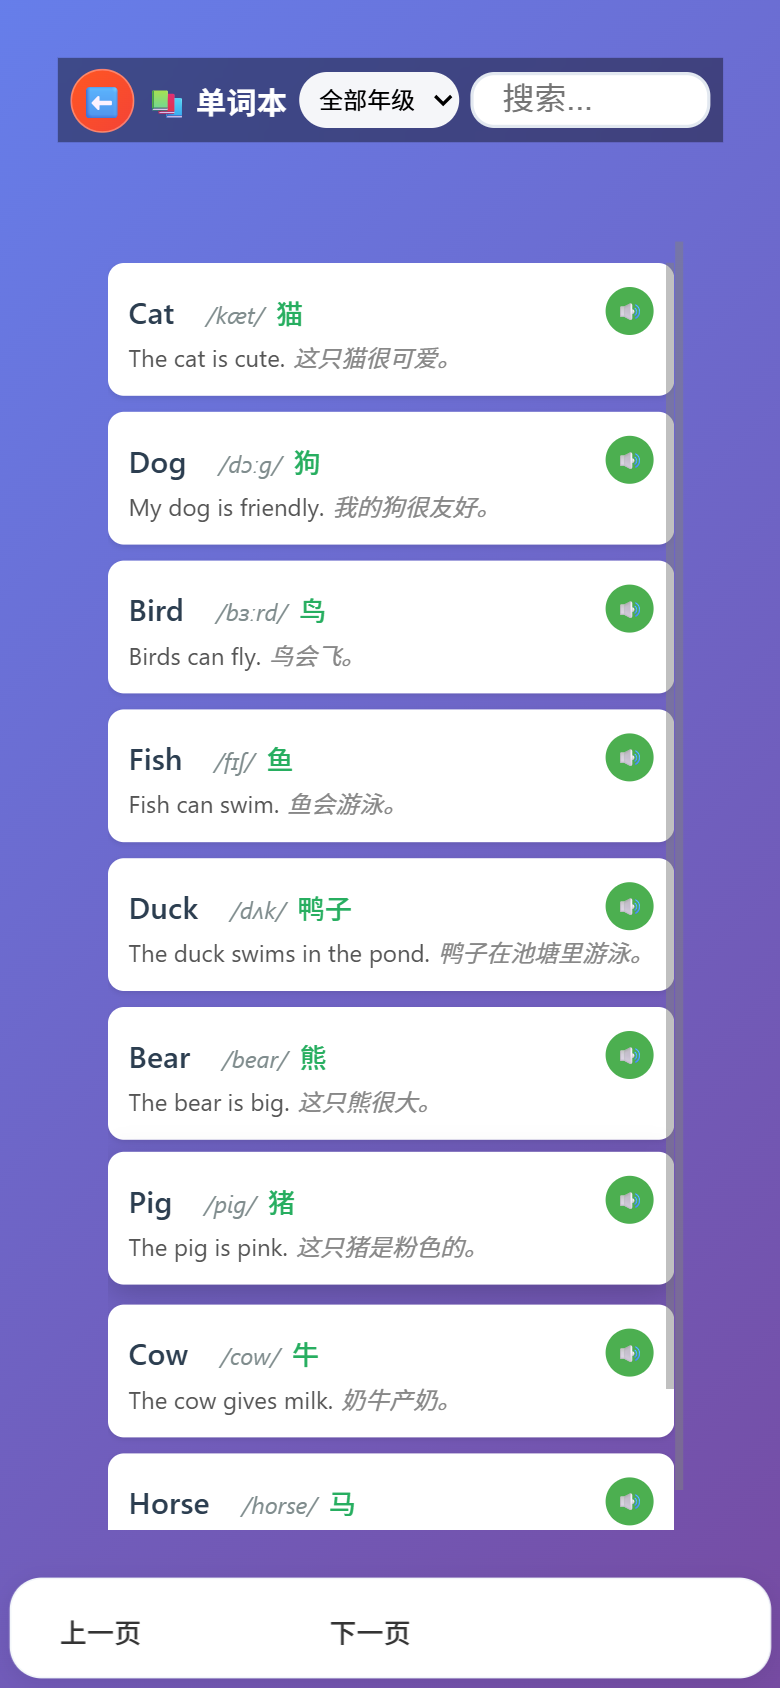 单词本 全部年级 搜索...
Cat /kæt/ 猫
The cat is cute. 这只猫很可爱。
Dog /dɔːg/ 狗
My dog is friendly. 我的狗很友好。
Bird /bɜːrd/ 鸟
Birds can fly. 鸟会飞。
Fish /fɪʃ/ 鱼
Fish can swim. 鱼会游泳。
Duck /dʌk/ 鸭子
The duck swims in the pond. 鸭子在池塘里游泳。
Bear /bear/ 熊
The bear is big. 这只熊很大。
Pig /pig/ 猪
The pig is pink. 这只猪是粉色的。
Cow /cow/ 牛
The cow gives milk. 奶牛产奶。
Horse /horse/ 马
上一页 下一页